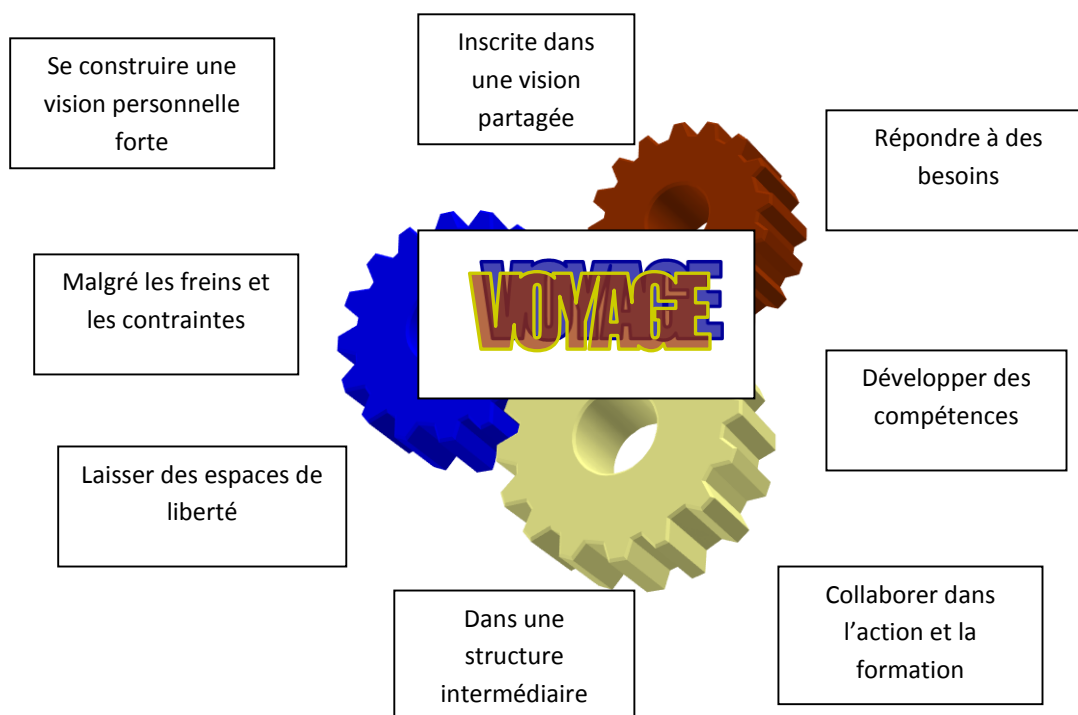 Se construire une
vision personnelle
forte
Inscrite dans
une vision
partagée
Répondre à des
besoins
Malgré les freins et
les contraintes
VOYAGE
Développer des
compétences
Laisser des espaces de
liberté
Dans une
structure
intermédiaire
Collaborer dans
l’action et la
formation